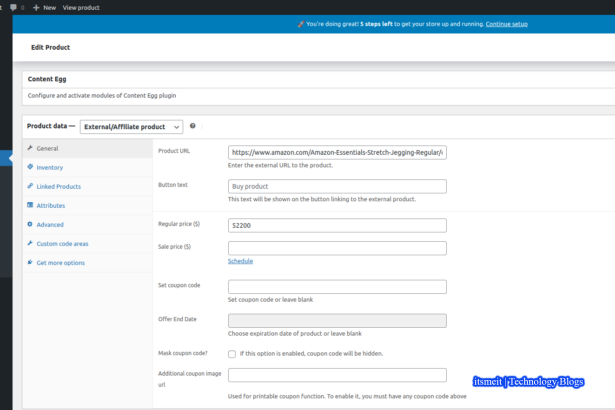 t 0 New View product
🚀 You're doing great! 5 steps left to get your store up and running. Continue setup
Edit Product
Content Egg
Configure and activate modules of Content Egg plugin
Product data — External/Affiliate product
General
Product URL
https://www.amazon.com/Amazon-Essentials-Stretch-Jegging-Regular/
Enter the external URL to the product.
Inventory
Linked Products
Button text
Buy product
This text will be shown on the button linking to the external product.
Attributes
Advanced
Regular price ($)
52200
Custom code areas
Sale price ($)
Get more options
Schedule
Set coupon code
Set coupon code or leave blank
Offer End Date
Choose expiration date of product or leave blank
Mask coupon code?
If this option is enabled, coupon code will be hidden.
Additional coupon image
url
itsmeit | Technology Blogs
Used for printable coupon function. To enable it, you must have any coupon code above